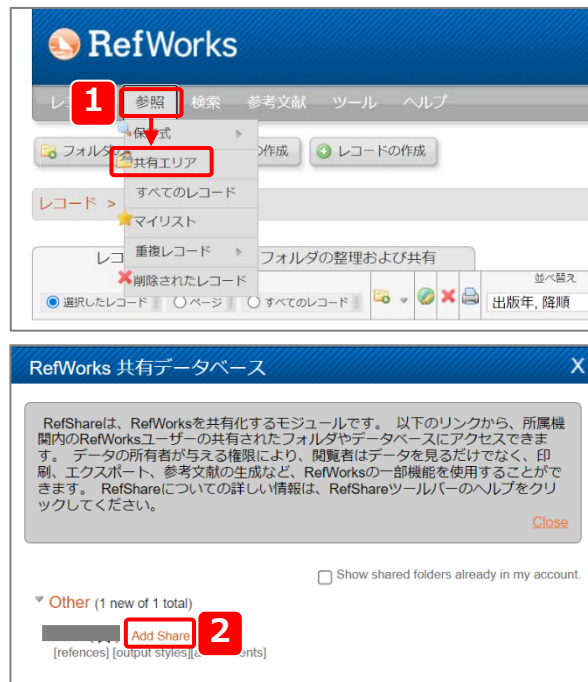 RefWorks
レ
1
参照 検索 参考文献 ツール ヘルプ
保 式
フォルダ の作成 レコードの作成
共有エリア
すべてのレコード
レコード >
マイリスト
重複レコード
レコ フォルダの整理および共有
削除されたレコード
並べ替え
選択したレコード ページ すべてのレコード
出版年, 降順
RefWorks 共有データベース X
RefShareは、RefWorksを共有化するモジュールです。 以下のリンクから、所属機
関内のRefWorksユーザーの共有されたフォルダやデータベースにアクセスできま
す。 データの所有者が与える権限により、閲覧者はデータを見るだけでなく、印
刷、エクスポート、参考文献の生成など、RefWorksの一部機能を使用することがで
きます。 RefShareについての詳しい情報は、RefShareツールバーのヘルプをクリ
ックしてください。
Close
Show shared folders already in my account.
Other (1 new of 1 total)
Add Share 2
[refences] [output styles][a ents]